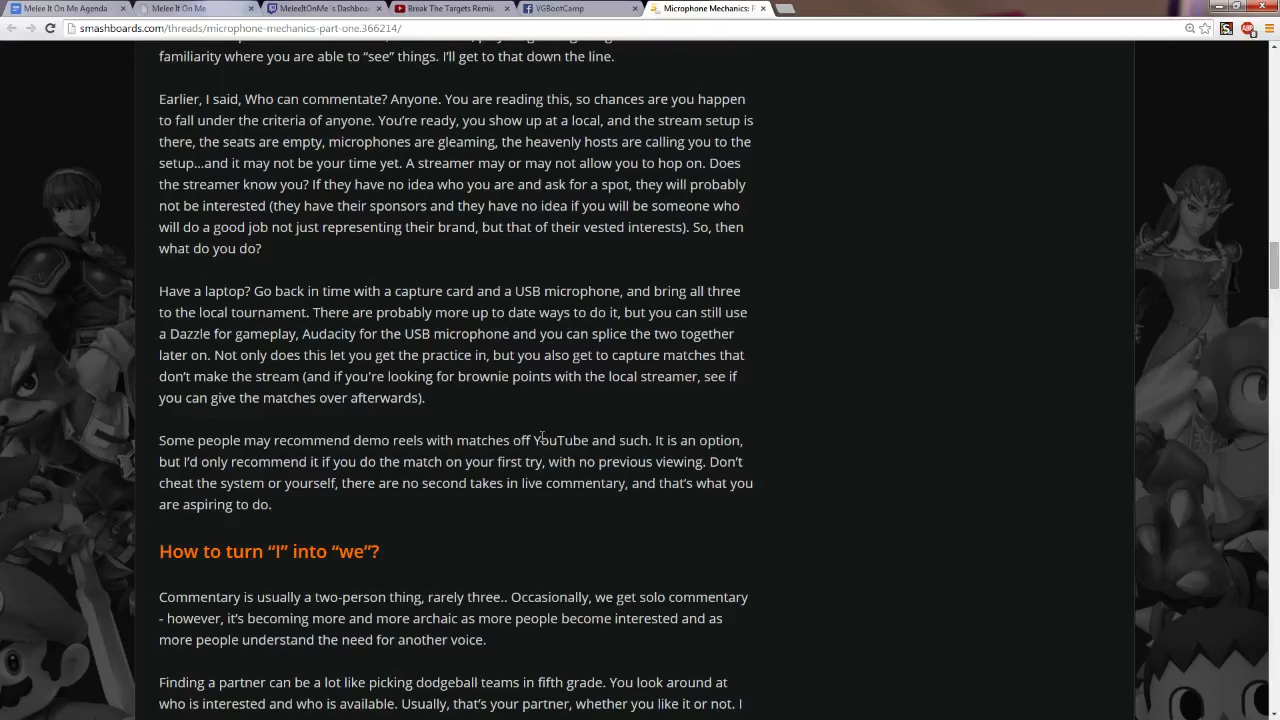 Melee It On Me Agenda
Melee It On Me
MeleeItOnMe´s Dashboa
Break The Targets Remix
VGBootCamp
Microphone Mechanics: P
smashboards.com/threads/microphone-mechanics-part-one.366214/
familiarity where you are able to “see” things. I’ll get to that down the line.
Earlier, I said, Who can commentate? Anyone. You are reading this, so chances are you happen
to fall under the criteria of anyone. You’re ready, you show up at a local, and the stream setup is
there, the seats are empty, microphones are gleaming, the heavenly hosts are calling you to the
setup...and it may not be your time yet. A streamer may or may not allow you to hop on. Does
the streamer know you? If they have no idea who you are and ask for a spot, they will probably
not be interested (they have their sponsors and they have no idea if you will be someone who
will do a good job not just representing their brand, but that of their vested interests). So, then
what do you do?
Have a laptop? Go back in time with a capture card and a USB microphone, and bring all three
to the local tournament. There are probably more up to date ways to do it, but you can still use
a Dazzle for gameplay, Audacity for the USB microphone and you can splice the two together
later on. Not only does this let you get the practice in, but you also get to capture matches that
don’t make the stream (and if you're looking for brownie points with the local streamer, see if
you can give the matches over afterwards).
Some people may recommend demo reels with matches off YouTube and such. It is an option,
but I’d only recommend it if you do the match on your first try, with no previous viewing. Don’t
cheat the system or yourself, there are no second takes in live commentary, and that’s what you
are aspiring to do.
How to turn “I” into “we”?
Commentary is usually a two-person thing, rarely three.. Occasionally, we get solo commentary
- however, it’s becoming more and more archaic as more people become interested and as
more people understand the need for another voice.
Finding a partner can be a lot like picking dodgeball teams in fifth grade. You look around at
who is interested and who is available. Usually, that’s your partner, whether you like it or not. I